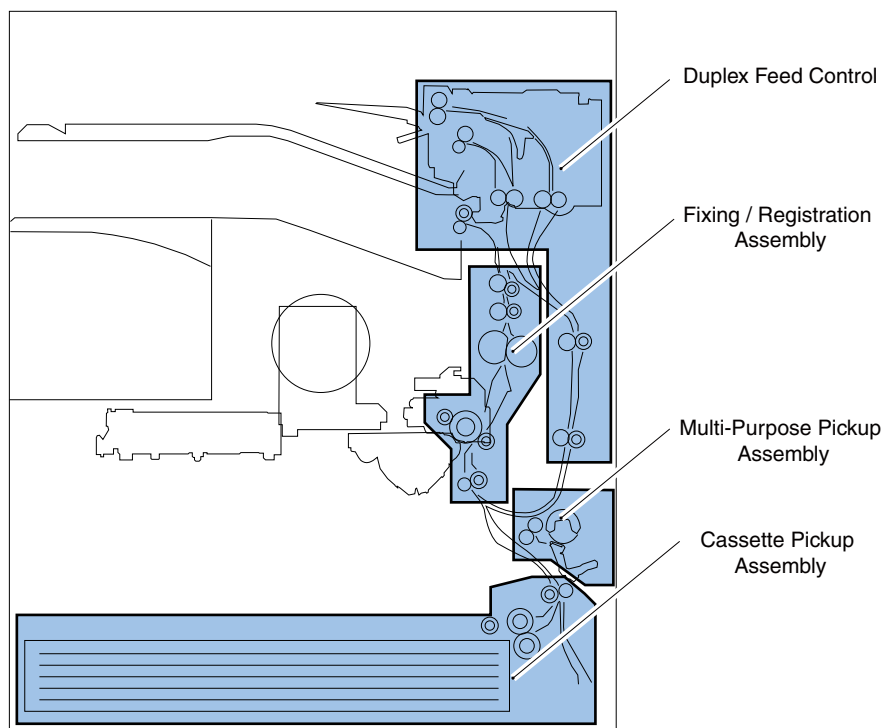 Duplex Feed Control
Fixing / Registration
Assembly
Multi-Purpose Pickup
Assembly
Cassette Pickup
Assembly